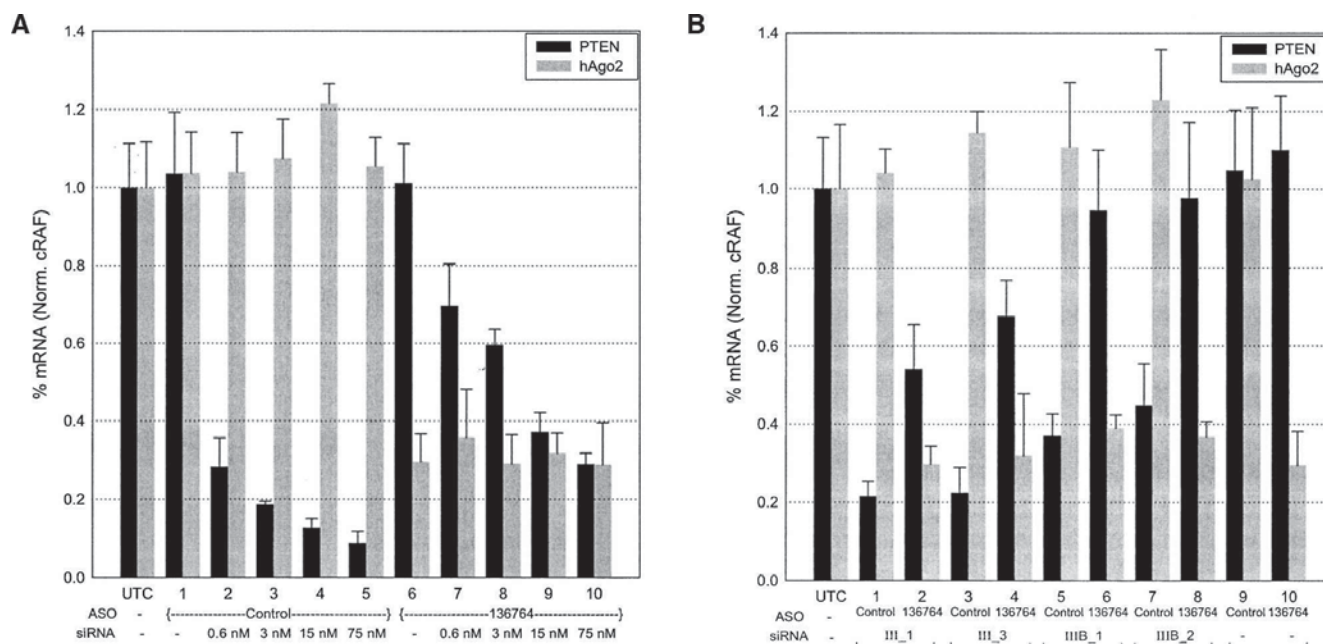 A
1.4
1.2
1.0
0.8
0.6
0.4
0.2
0.0
% mRNA (Norm. cRAF)
PTEN
hAgo2
UTC 1 2 3 4 5 6 7 8 9 10
ASO - {----------------Control----------------} {----------------136764----------------}
siRNA - - 0.6 nM 3 nM 15 nM 75 nM - 0.6 nM 3 nM 15 nM 75 nM
B
1.4
1.2
1.0
0.8
0.6
0.4
0.2
0.0
% mRNA (Norm. cRAF)
PTEN
hAgo2
UTC 1 2 3 4 5 6 7 8 9 10
ASO - Control 136764 Control 136764 Control 136764 Control 136764 Control 136764
siRNA - III_1 III_3 IIIB_1 IIIB_2 - -